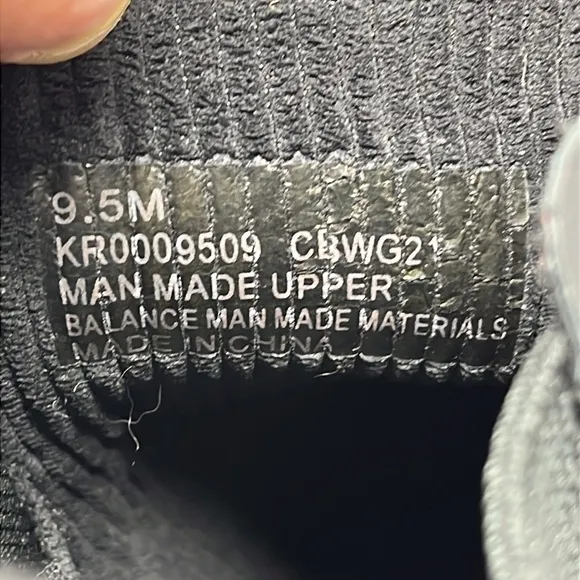 9.5M
KR0009509 CBWG21
MAN MADE UPPER
BALANCE MAN MADE MATERIALS
MADE IN CHINA